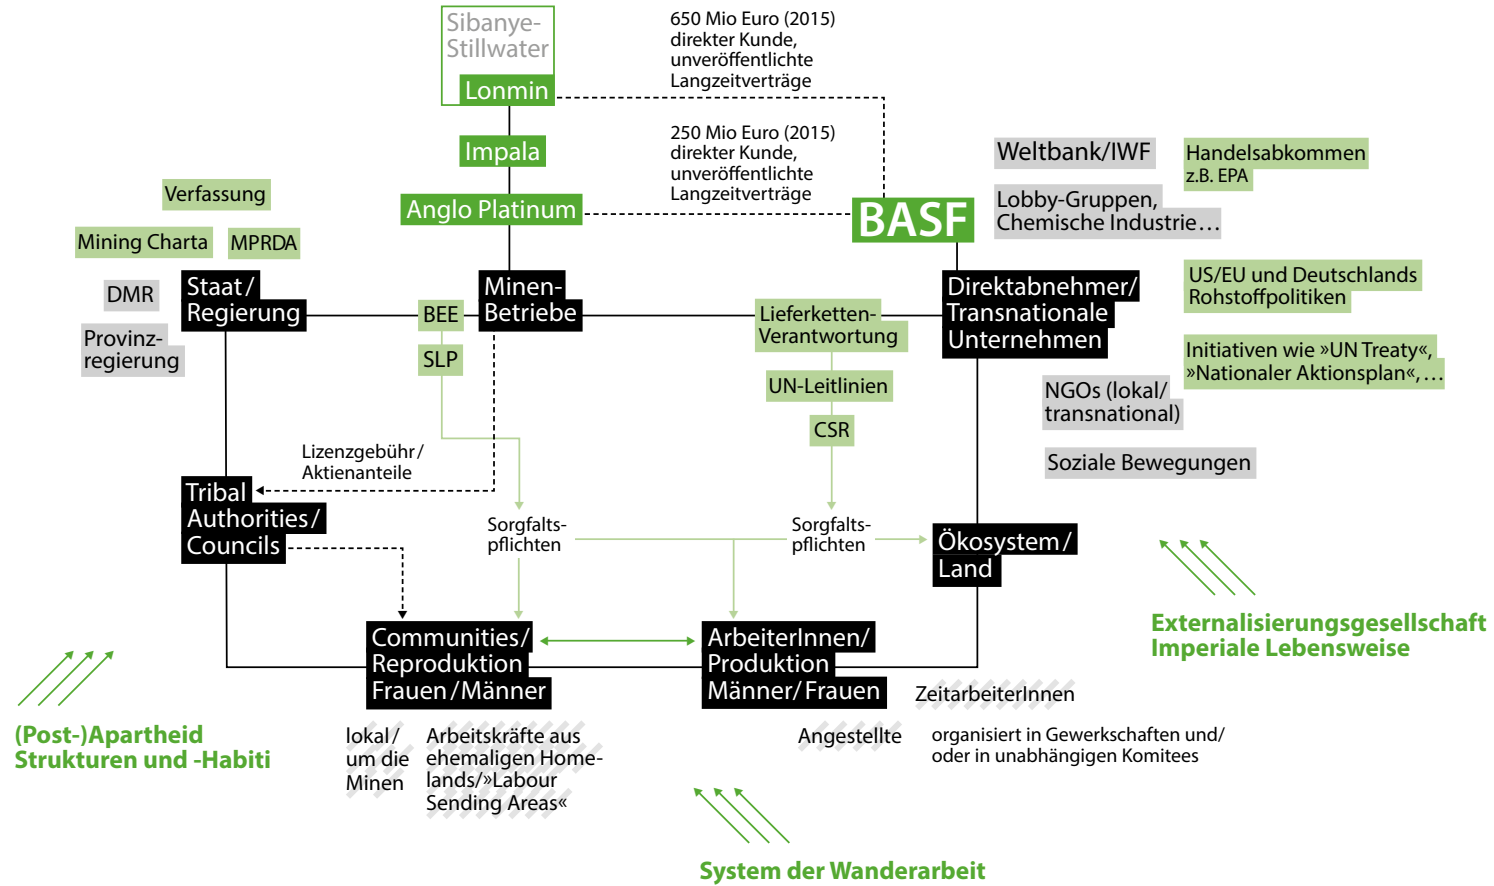 Sibanye-
Stillwater
Lonmin
Impala
Anglo Platinum
650 Mio Euro (2015)
direkter Kunde,
unveröffentlichte
Langzeitverträge
250 Mio Euro (2015)
direkter Kunde,
unveröffentlichte
Langzeitverträge
BASF
Weltbank/IWF
Lobby-Gruppen,
Chemische Industrie…
Handelsabkommen
z.B. EPA
US/EU und Deutschlands
Rohstoffpolitiken
Initiativen wie »UN Treaty«,
»Nationaler Aktionsplan«,…
NGOs (lokal/
transnational)
Soziale Bewegungen
Verfassung
Mining Charta
MPRDA
DMR
Provinz-
regierung
Staat/
Regierung
BEE
SLP
Minen-
Betriebe
Lieferketten-
Verantwortung
UN-Leitlinien
CSR
Direktabnehmer/
Transnationale
Unternehmen
Lizenzgebühr/
Aktienanteile
Tribal
Authorities/
Councils
Sorgfalts-
pflichten
Sorgfalts-
pflichten
Ökosystem/
Land
Communities/
Reproduktion
Frauen/Männer
ArbeiterInnen/
Produktion
Männer/Frauen
lokal/
um die
Minen
Arbeitskräfte aus
ehemaligen Home-
lands/»Labour
Sending Areas«
Angestellte
ZeitarbeiterInnen
organisiert in Gewerkschaften und/
oder in unabhängigen Komitees
(Post-)Apartheid
Strukturen und -Habiti
Externalisierungsgesellschaft
Imperiale Lebensweise
System der Wanderarbeit